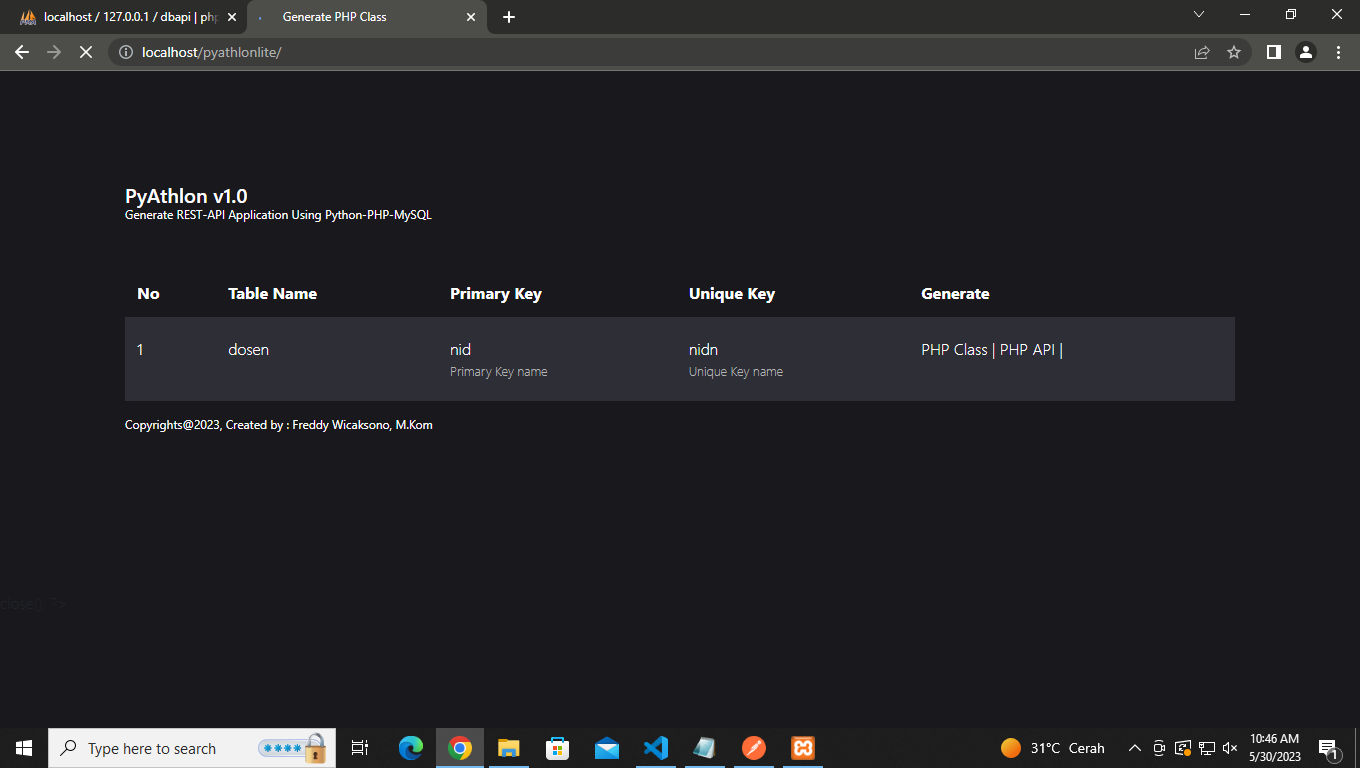 localhost / 127.0.0.1 / dbapi | php
Generate PHP Class
localhost/pyathlonlite/
PyAthlon v1.0
Generate REST-API Application Using Python-PHP-MySQL
No Table Name Primary Key Unique Key Generate
1 dosen nid nidn PHP Class | PHP API |
Primary Key name Unique Key name
Copyrights@2023, Created by : Freddy Wicaksono, M.Kom
close(); ?>
Type here to search
31°C Cerah
10:46 AM
5/30/2023
1